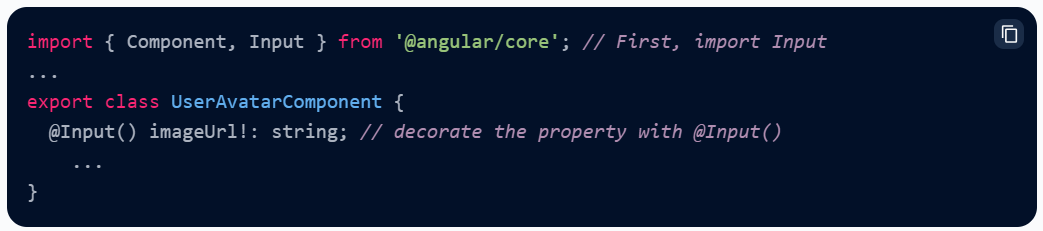 import { Component, Input } from '@angular/core'; // First, import Input
...
export class UserAvatarComponent {
  @Input() imageUrl!: string; // decorate the property with @Input()
    ...
}